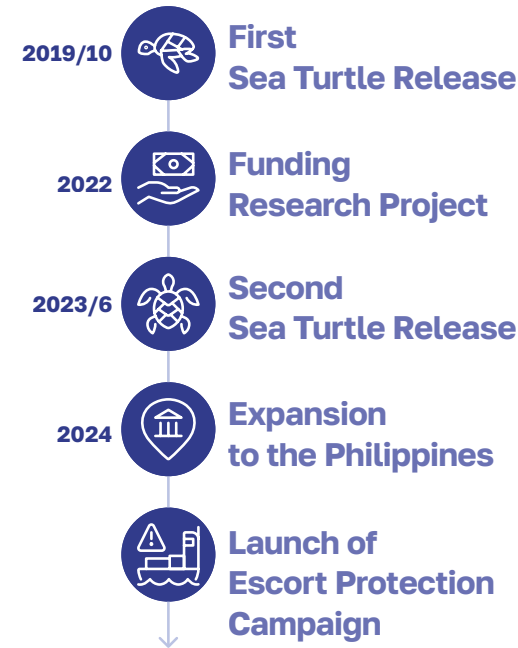 2019/10
First
Sea Turtle Release
2022
Funding
Research Project
2023/6
Second
Sea Turtle Release
2024
Expansion
to the Philippines
Launch of
Escort Protection
Campaign